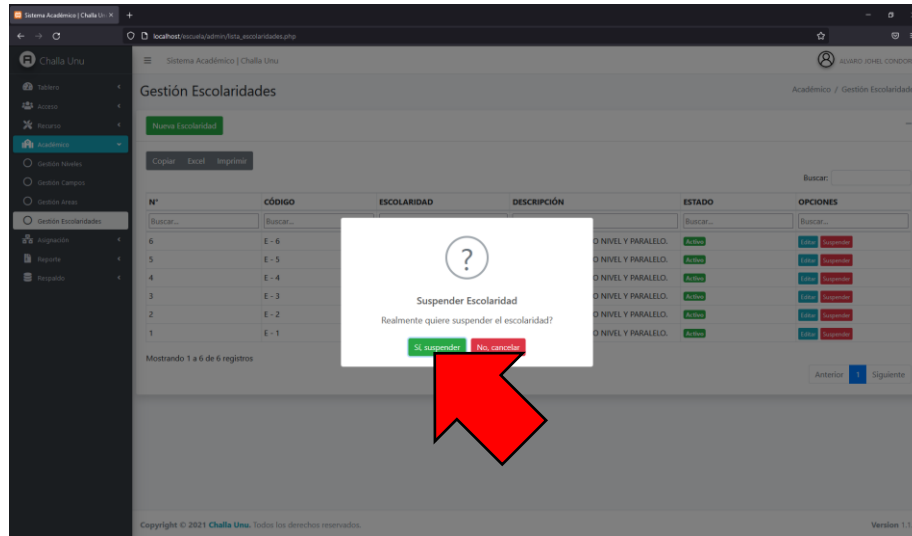 Sistema Académico | Challa Un
localhost/escuela/admin/lista_escolaridades.php
Challa Unu
Sistema Académico | Challa Unu
ALVARO JOHEL CONDOR
Tablero
Acceso
Recurso
Académico
Gestión Niveles
Gestión Campos
Gestión Areas
Gestión Escolaridades
Asignación
Reporte
Respaldo
Gestión Escolaridades
Académico / Gestión Escolaridade
Nueva Escolaridad
Copiar Excel Imprimir
Buscar:
N° CÓDIGO ESCOLARIDAD DESCRIPCIÓN ESTADO OPCIONES
Buscar... Buscar... Buscar... Buscar...
6 E - 6 O NIVEL Y PARALELO. Activo Editar Suspender
5 E - 5 O NIVEL Y PARALELO. Activo Editar Suspender
4 E - 4 O NIVEL Y PARALELO. Activo Editar Suspender
3 E - 3 O NIVEL Y PARALELO. Activo Editar Suspender
2 E - 2 O NIVEL Y PARALELO. Activo Editar Suspender
1 E - 1 O NIVEL Y PARALELO. Activo Editar Suspender
Mostrando 1 a 6 de 6 registros
Anterior 1 Siguiente
?
Suspender Escolaridad
Realmente quiere suspender el escolaridad?
Sí, suspender No, cancelar
Copyright © 2021 Challa Unu. Todos los derechos reservados.
Version 1.1